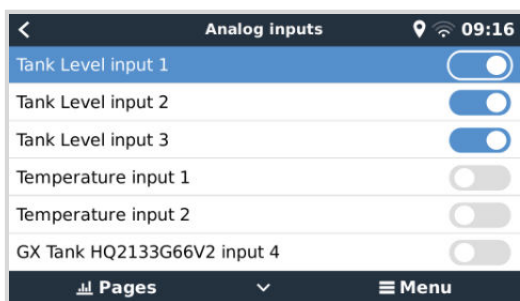 Analog inputs 09:16
Tank Level input 1
Tank Level input 2
Tank Level input 3
Temperature input 1
Temperature input 2
GX Tank HQ2133G66V2 input 4
Pages Menu